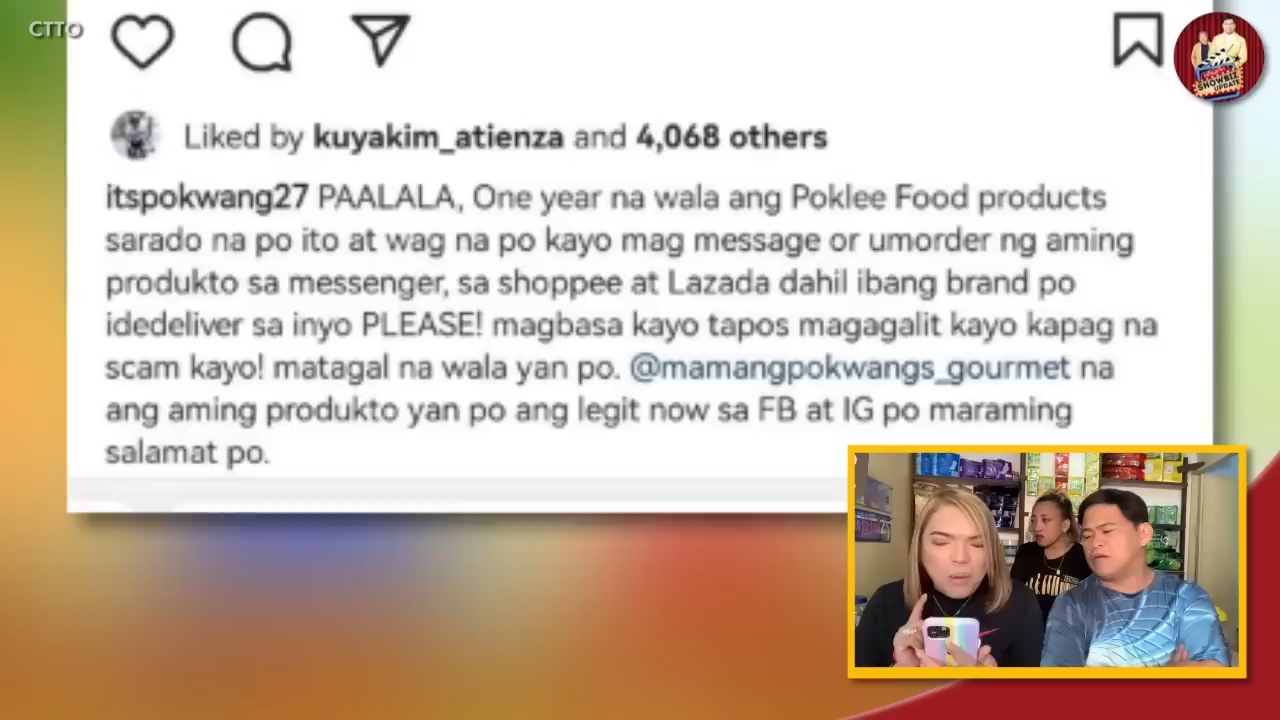 CTTO
Liked by kuyakim_atienza and 4,068 others
itspokwang27 PAALALA, One year na wala ang Poklee Food products
sarado na po ito at wag na po kayo mag message or umorder ng aming
produkto sa messenger, sa shoppee at Lazada dahil ibang brand po
idedeliver sa inyo PLEASE! magbasa kayo tapos magagalit kayo kapag na
scam kayo! matagal na wala yan po. @mamangpokwangs_gourmet na
ang aming produkto yan po ang legit now sa FB at IG po maraming
salamat po.
SHOWBIZ
UPDATE